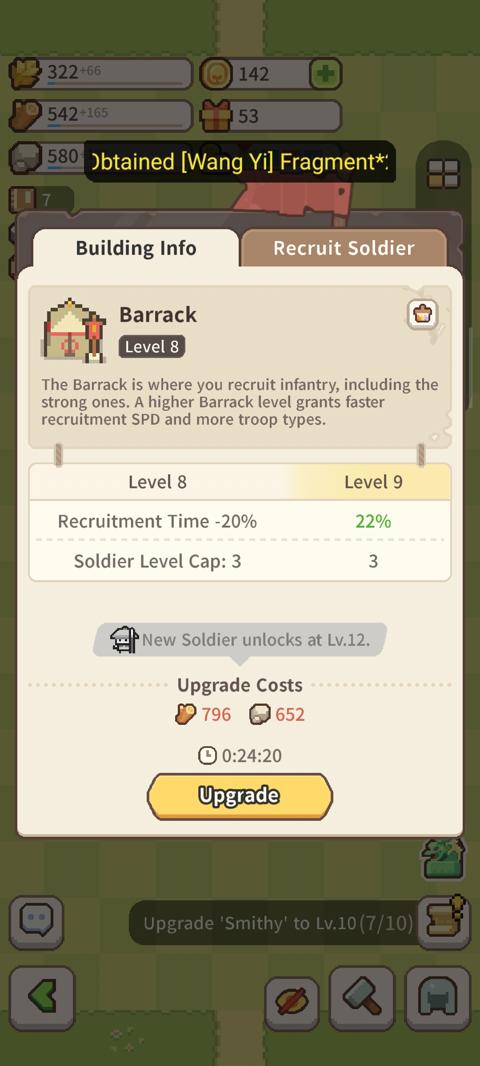 322+66
142
542+165
53
580
Obtained [Wang Yi] Fragment*
7
Building Info
Recruit Soldier
Barrack
Level 8
The Barrack is where you recruit infantry, including the
strong ones. A higher Barrack level grants faster
recruitment SPD and more troop types.
Level 8
Level 9
Recruitment Time -20%
22%
Soldier Level Cap: 3
3
New Soldier unlocks at Lv.12.
Upgrade Costs
796
652
0:24:20
Upgrade
Upgrade 'Smithy' to Lv.10(7/10)